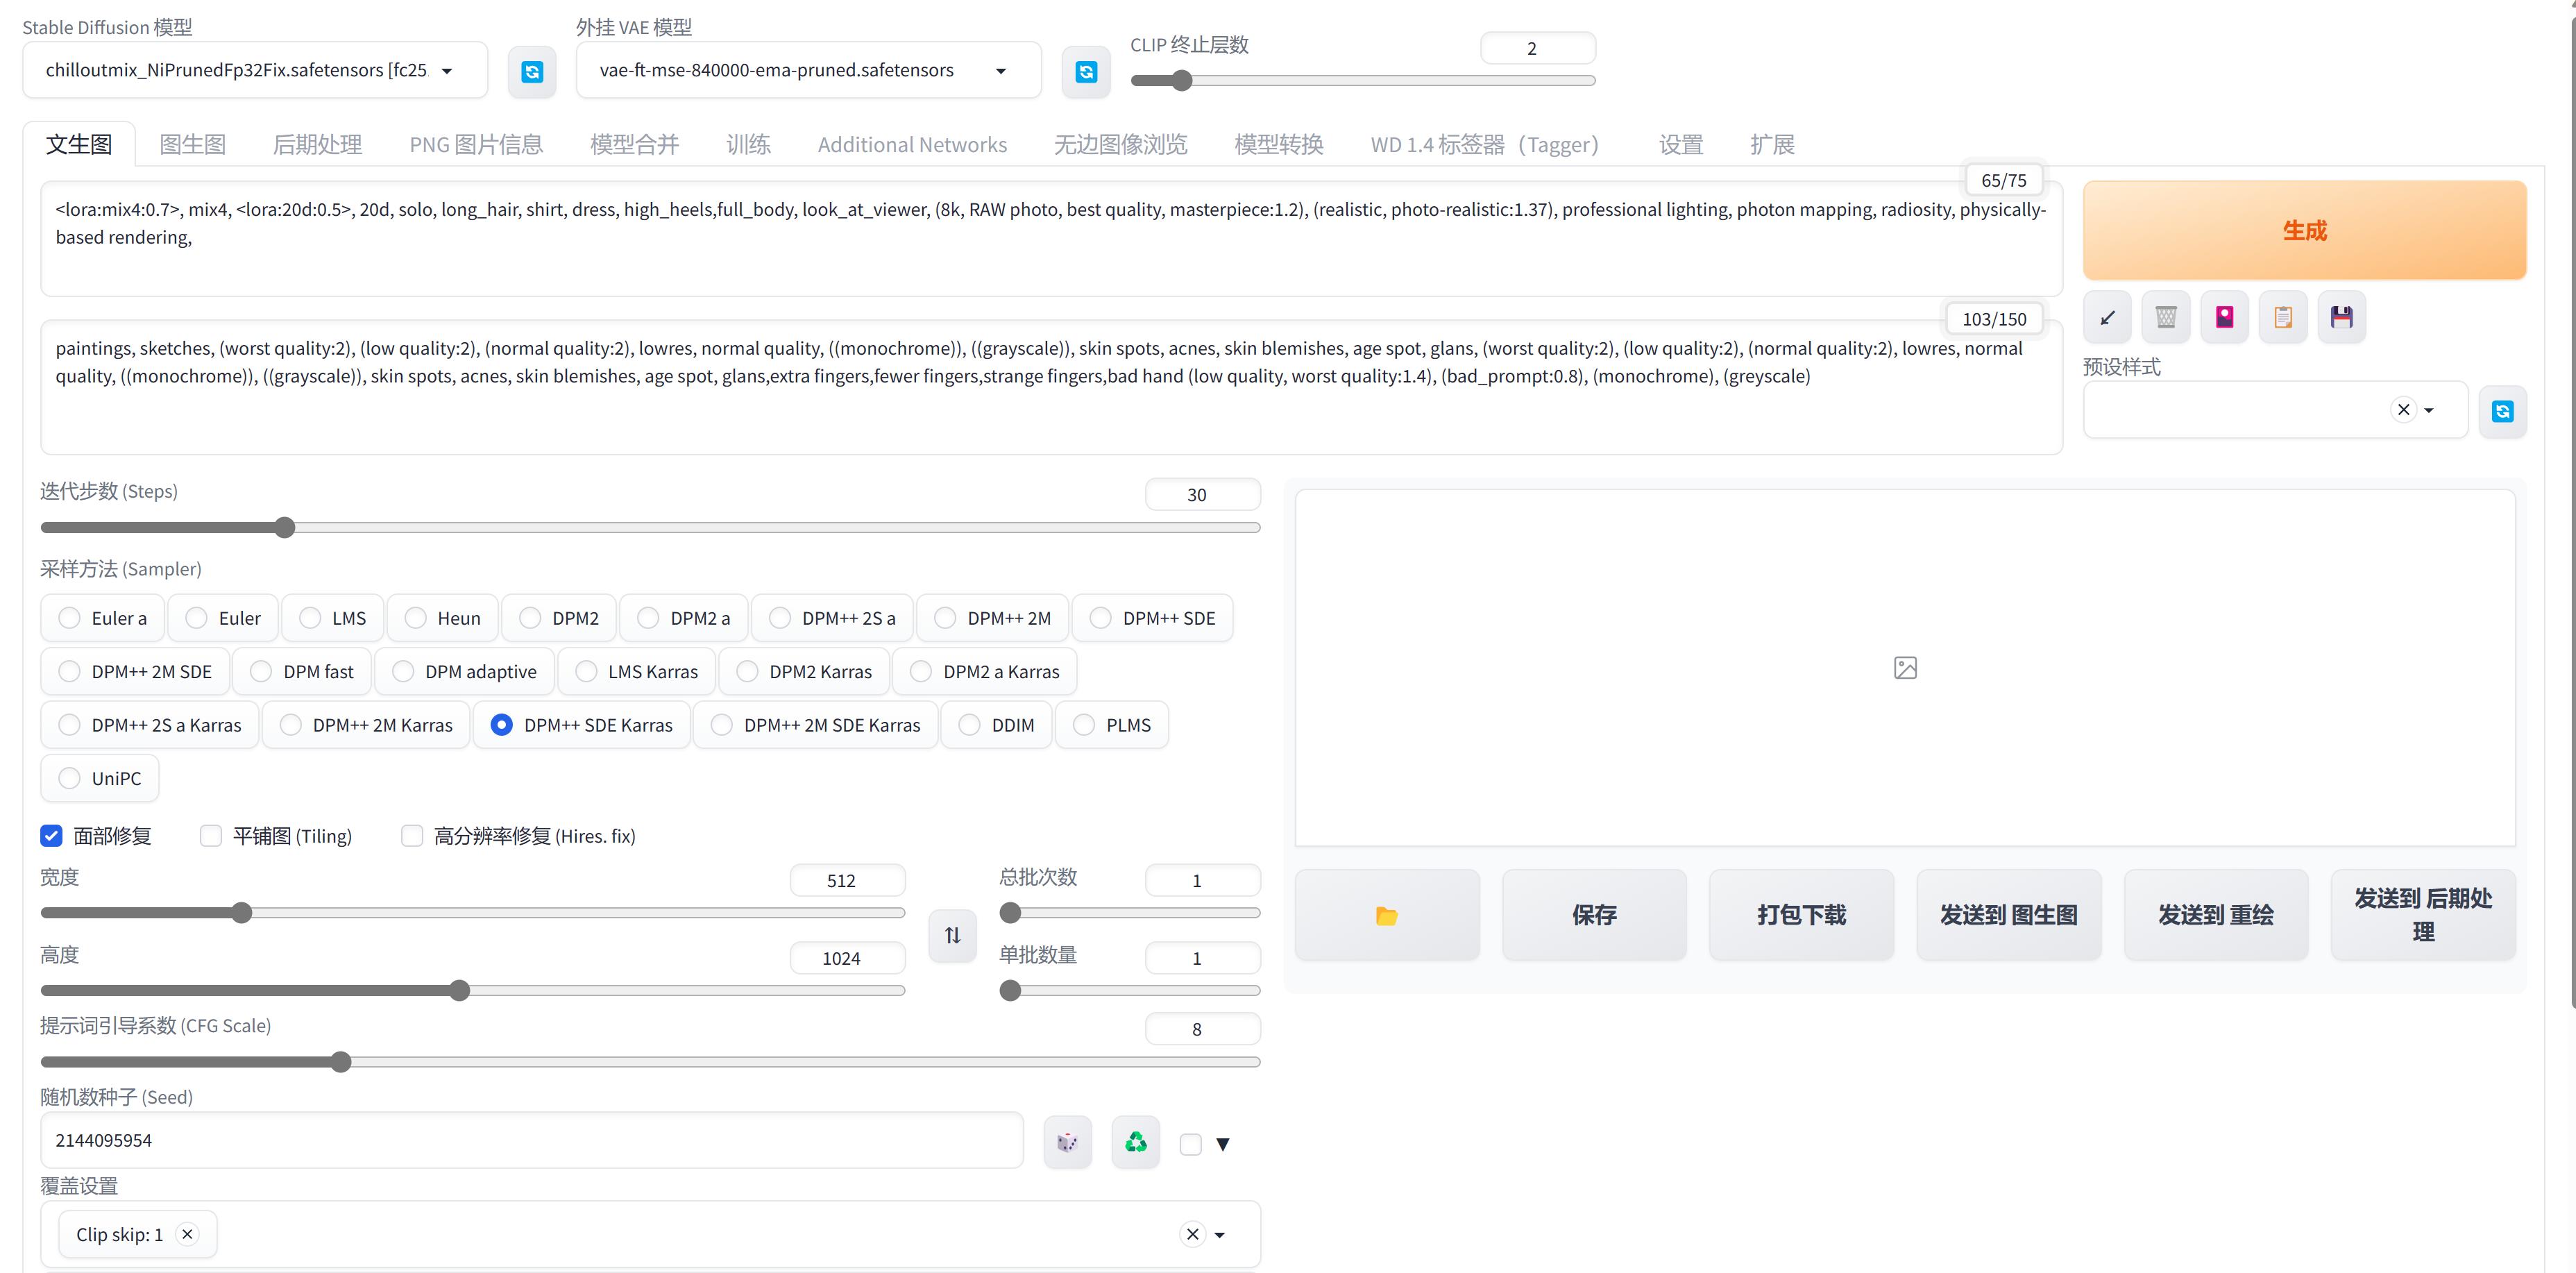 Stable Diffusion 模型
外挂 VAE 模型
CLIP 终止层数
2
chilloutmix_NiPrunedFp32Fix.safetensors [fc25
vae-ft-mse-840000-ema-pruned.safetensors
文生图
图生图
后期处理
PNG 图片信息
模型合并
训练
Additional Networks
无边图像浏览
模型转换
WD 1.4 标签器（Tagger）
设置
扩展
65/75
<lora:mix4:0.7>, mix4, <lora:20d:0.5>, 20d, solo, long_hair, shirt, dress, high_heels,full_body, look_at_viewer, (8k, RAW photo, best quality, masterpiece:1.2), (realistic, photo-realistic:1.37), professional lighting, photon mapping, radiosity, physically-
based rendering,
生成
103/150
paintings, sketches, (worst quality:2), (low quality:2), (normal quality:2), lowres, normal quality, ((monochrome)), ((grayscale)), skin spots, acnes, skin blemishes, age spot, glans, (worst quality:2), (low quality:2), (normal quality:2), lowres, normal
quality, ((monochrome)), ((grayscale)), skin spots, acnes, skin blemishes, age spot, glans,extra fingers,fewer fingers,strange fingers,bad hand (low quality, worst quality:1.4), (bad_prompt:0.8), (monochrome), (greyscale)
预设样式
迭代步数 (Steps)
30
采样方法 (Sampler)
Euler a
Euler
LMS
Heun
DPM2
DPM2 a
DPM++ 2S a
DPM++ 2M
DPM++ SDE
DPM++ 2M SDE
DPM fast
DPM adaptive
LMS Karras
DPM2 Karras
DPM2 a Karras
DPM++ 2S a Karras
DPM++ 2M Karras
DPM++ SDE Karras
DPM++ 2M SDE Karras
DDIM
PLMS
UniPC
面部修复
平铺图 (Tiling)
高分辨率修复 (Hires. fix)
宽度
512
总批次数
1
高度
1024
单批数量
1
提示词引导系数 (CFG Scale)
8
随机数种子 (Seed)
2144095954
覆盖设置
Clip skip: 1
保存
打包下载
发送到 图生图
发送到 重绘
发送到 后期处
理